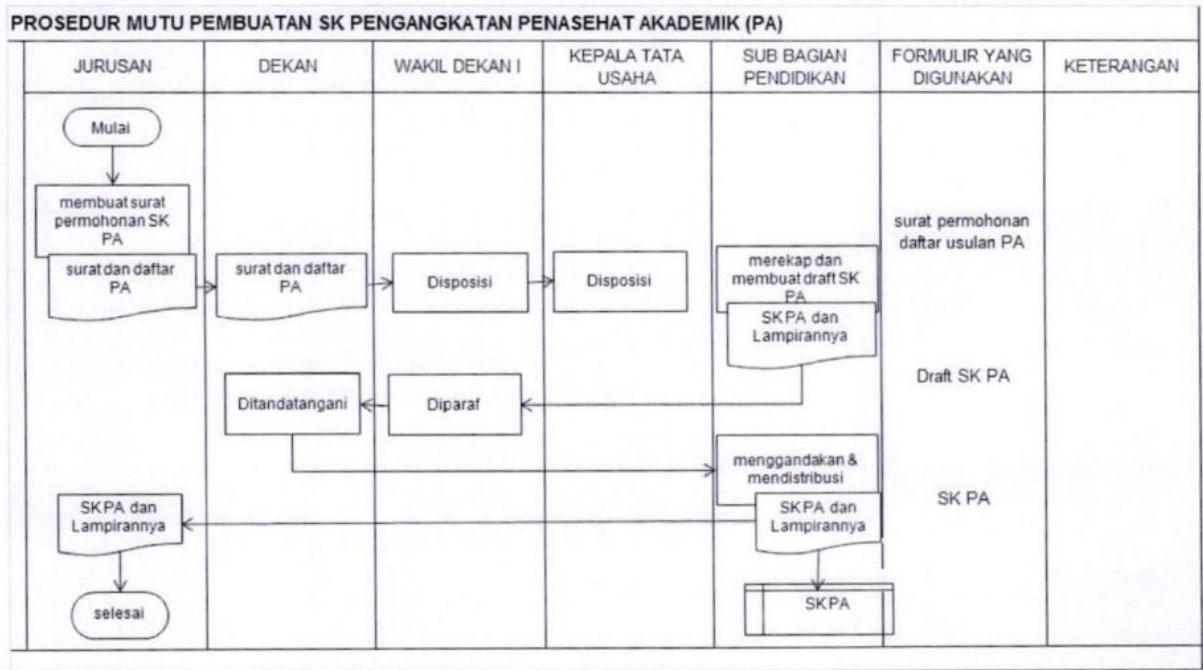 PROSEDUR MUTU PEMBUATAN SK PENGANGKATAN PENASEHAT AKADEMIK (PA)
JURUSAN
DEKAN
WAKIL DEKAN I
KEPALA TATA
USAHA
SUB BAGIAN
PENDIDIKAN
FORMULIR YANG
DIGUNAKAN
KETERANGAN
Mulai
membuat surat
permohonan SK
PA
surat dan daftar
PA
surat dan daftar
PA
Disposisi
Disposisi
merekap dan
membuat draft SK
PA
SKPA dan
Lampirannya
surat permohonan
daftar usulan PA
Ditandatangani
Diparaf
Draft SK PA
menggandakan &
mendistribusi
SKPA dan
Lampirannya
SK PA
SKPA dan
Lampirannya
selesai
SKPA